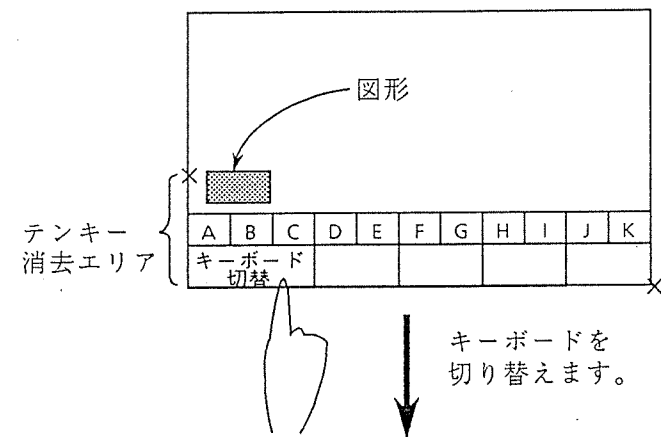 図形
テンキー
消去エリア
A B C D E F G H I J K
キーボード
切替
キーボードを
切り替えます。